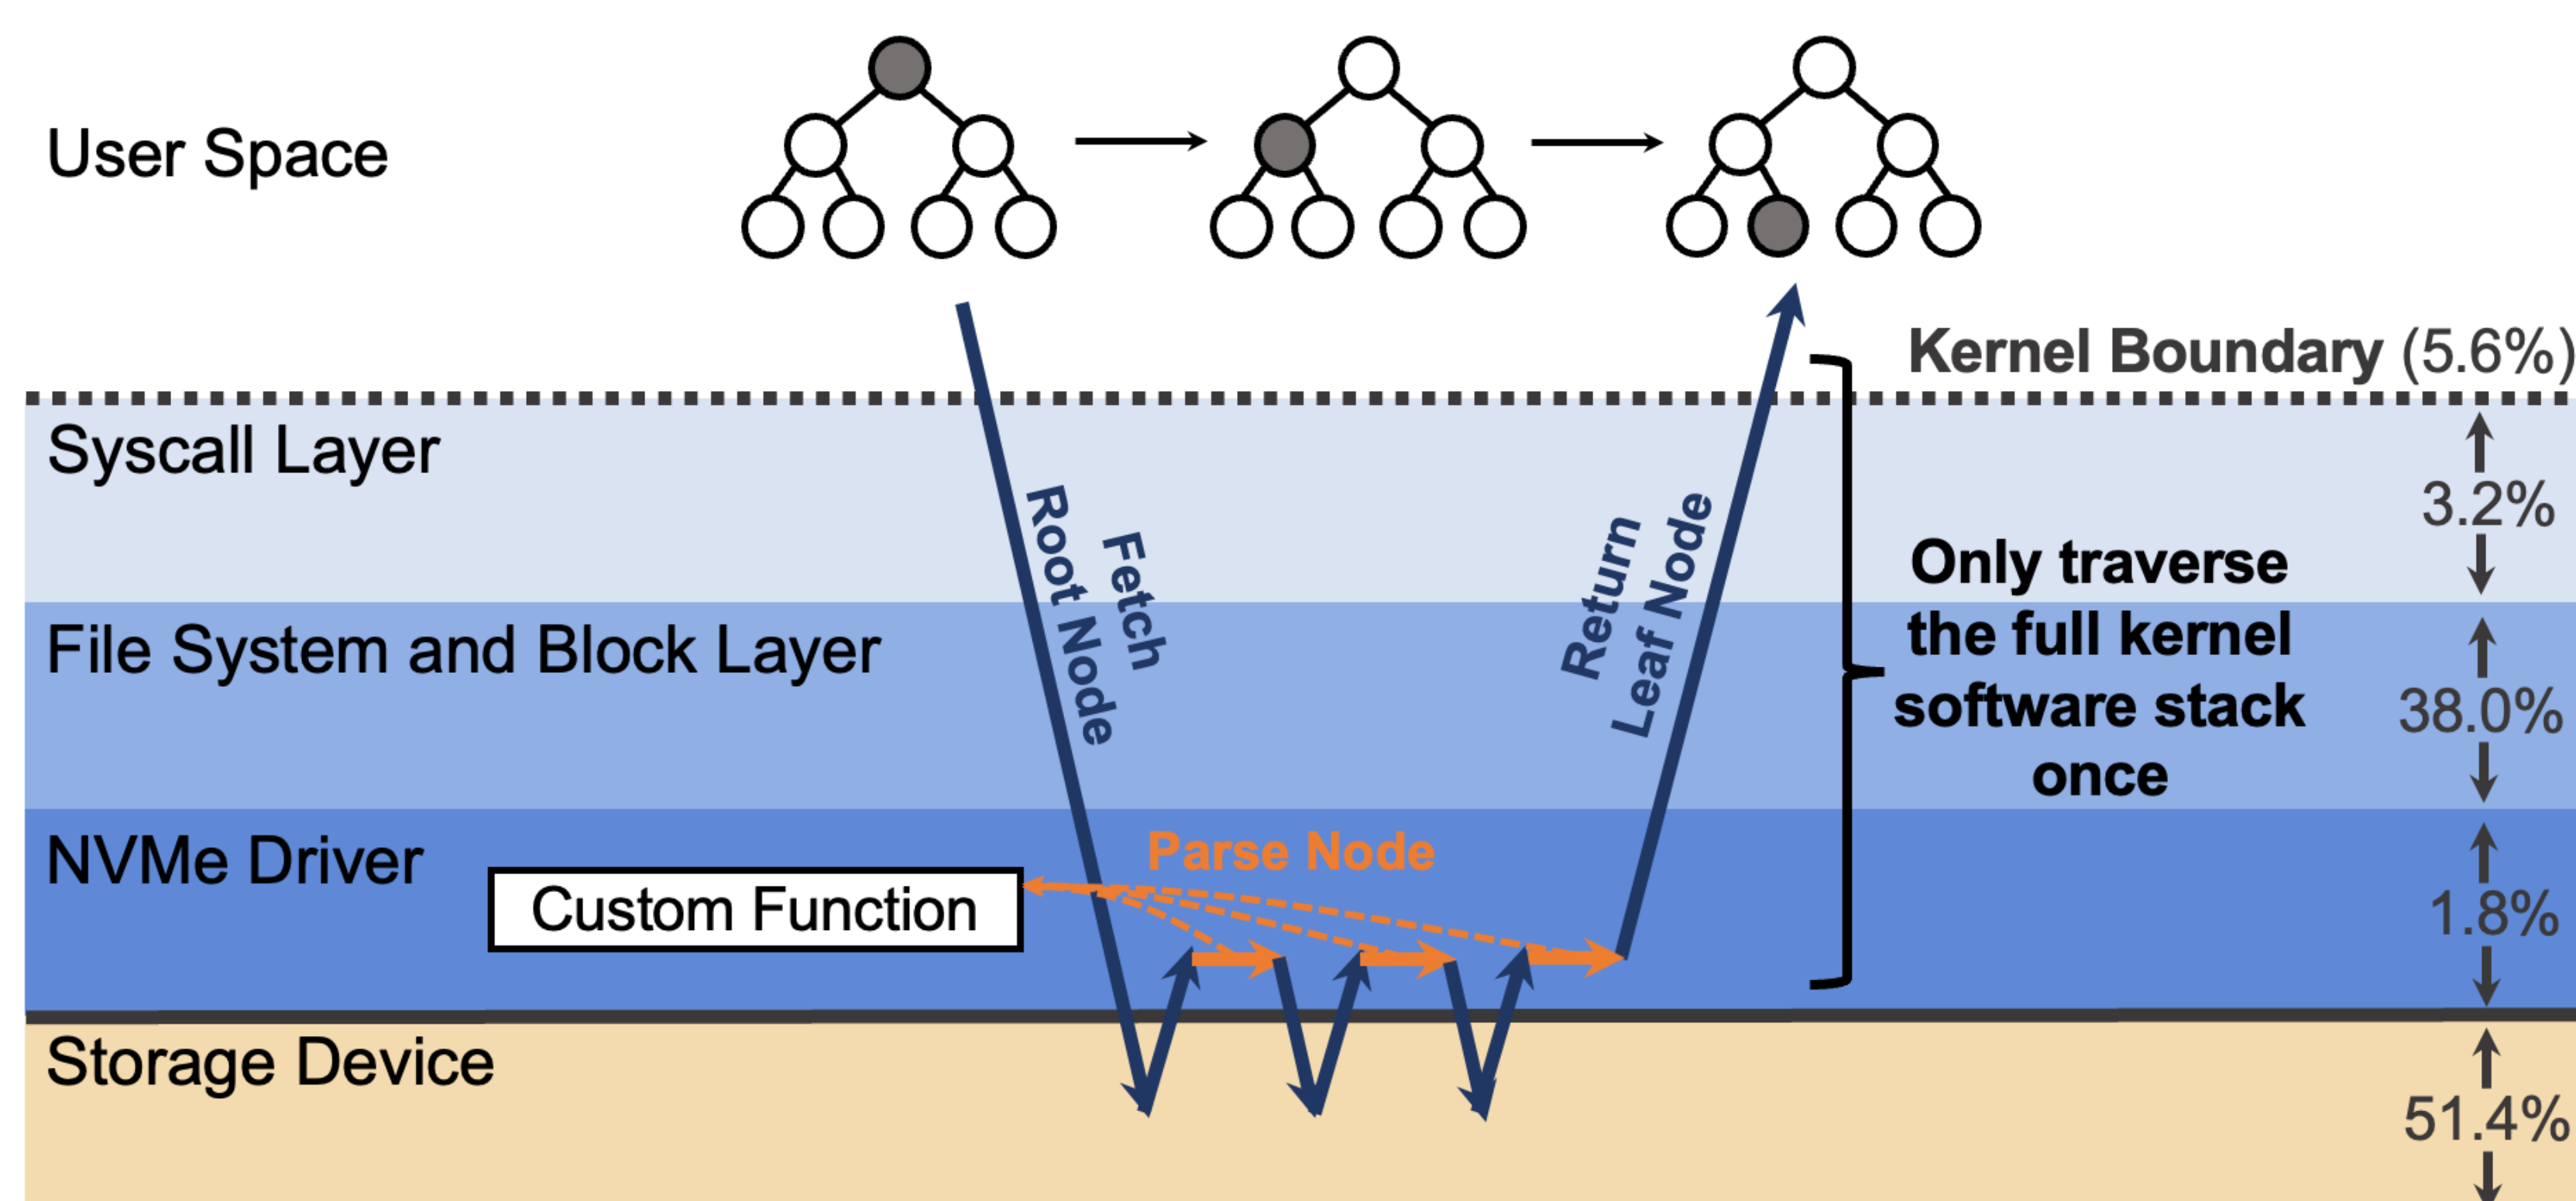 User Space
Kernel Boundary (5.6%)
Syscall Layer
3.2%
Fetch
Root Node
Return
Leaf Node
Only traverse
the full kernel
software stack
once
File System and Block Layer
38.0%
NVMe Driver
Parse Node
Custom Function
1.8%
Storage Device
51.4%